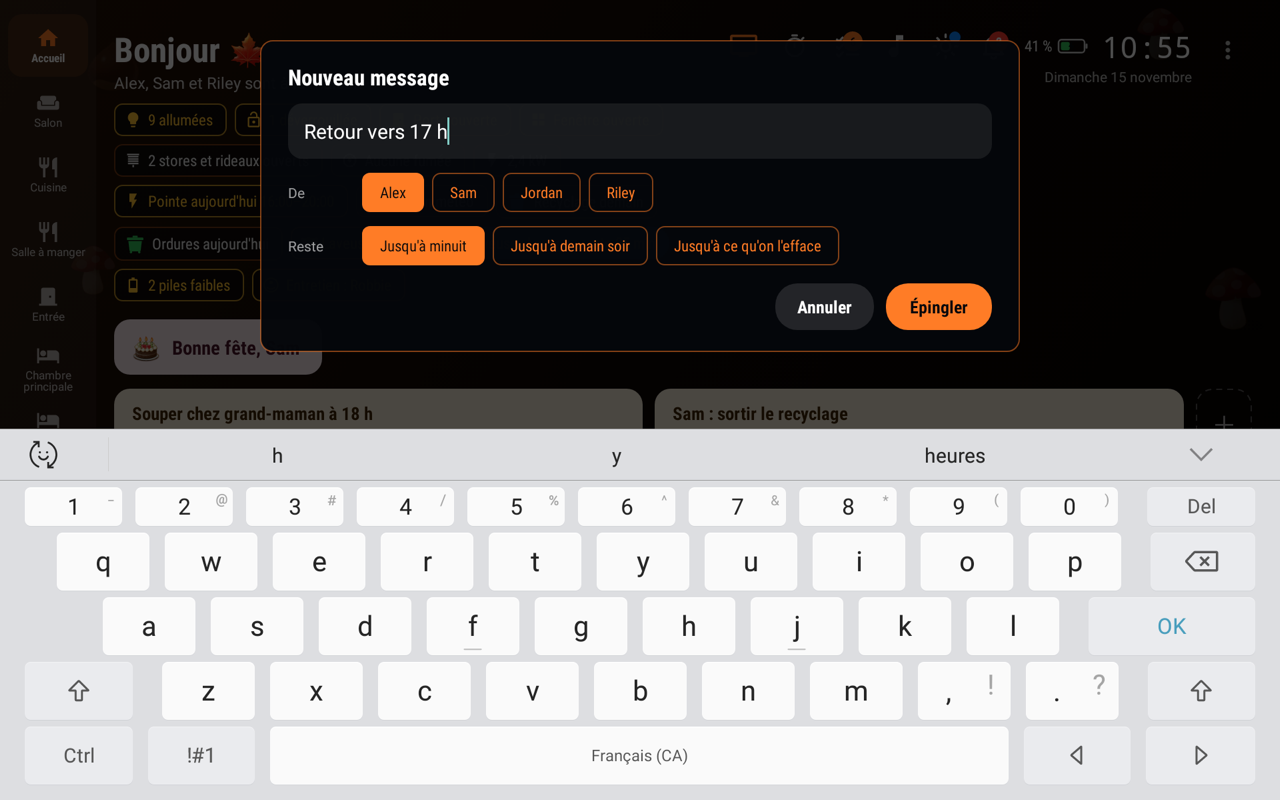 Accueil
Salon
Cuisine
Salle à manger
Entrée
Chambre principale
Bonjour
Alex, Sam et Riley so
41 %
10:55
Dimanche 15 novembre
9 allumées
2 stores et rideaux
Pointe aujourd'hui
Ordures aujourd'hu
2 piles faibles
Bonne fête, Sam
Souper chez grand-maman à 18 h
Sam : sortir le recyclage
Nouveau message
Retour vers 17 h
De
Alex
Sam
Jordan
Riley
Reste
Jusqu'à minuit
Jusqu'à demain soir
Jusqu'à ce qu'on l'efface
Annuler
Épingler
h
y
heures
1 –
2 @
3 #
4 /
5 %
6 ^
7 &
8 *
9 (
0 )
Del
q w e r t y u i o p
a s d f g h j k l
OK
z x c v b n m , ! . ?
Ctrl
!#1
Français (CA)